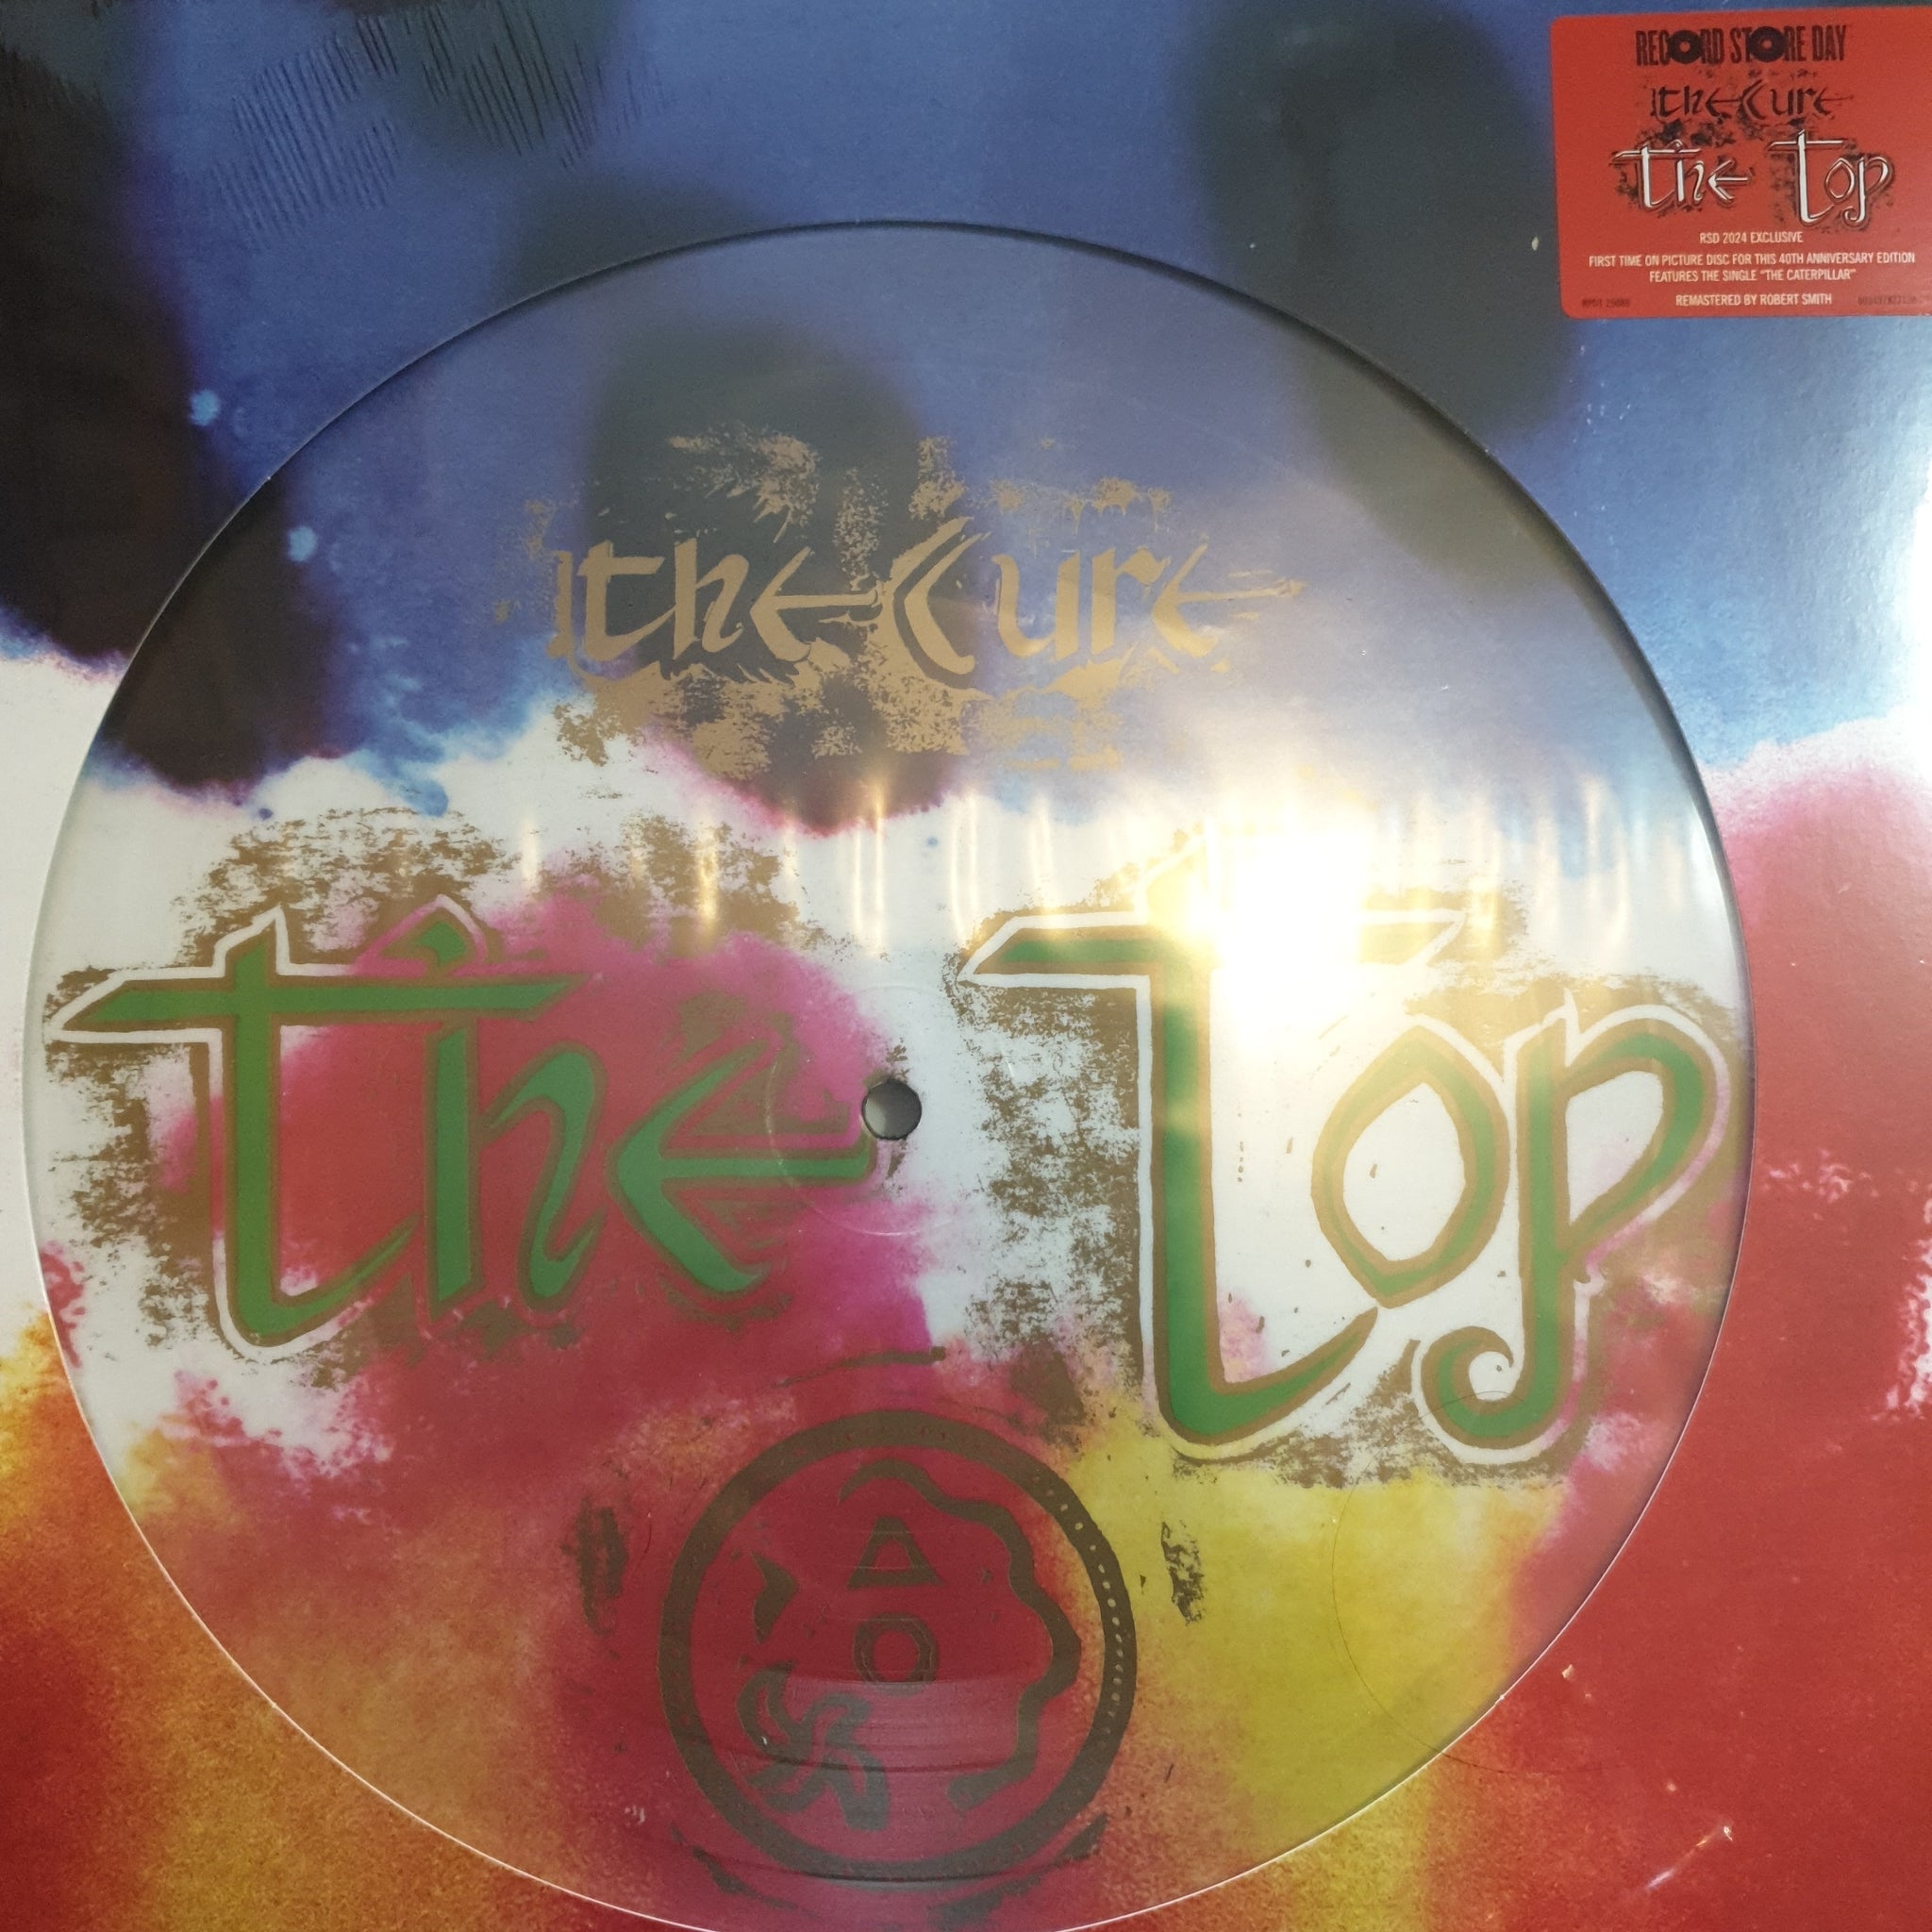 RECORD STORE DAY
the Cure
the top
RSD 2024 EXCLUSIVE
FIRST TIME ON PICTURE DISC FOR THIS 40TH ANNIVERSARY EDITION
FEATURES THE SINGLE "THE CATERPILLAR"
REMASTERED BY ROBERT SMITH
the Cure
the top